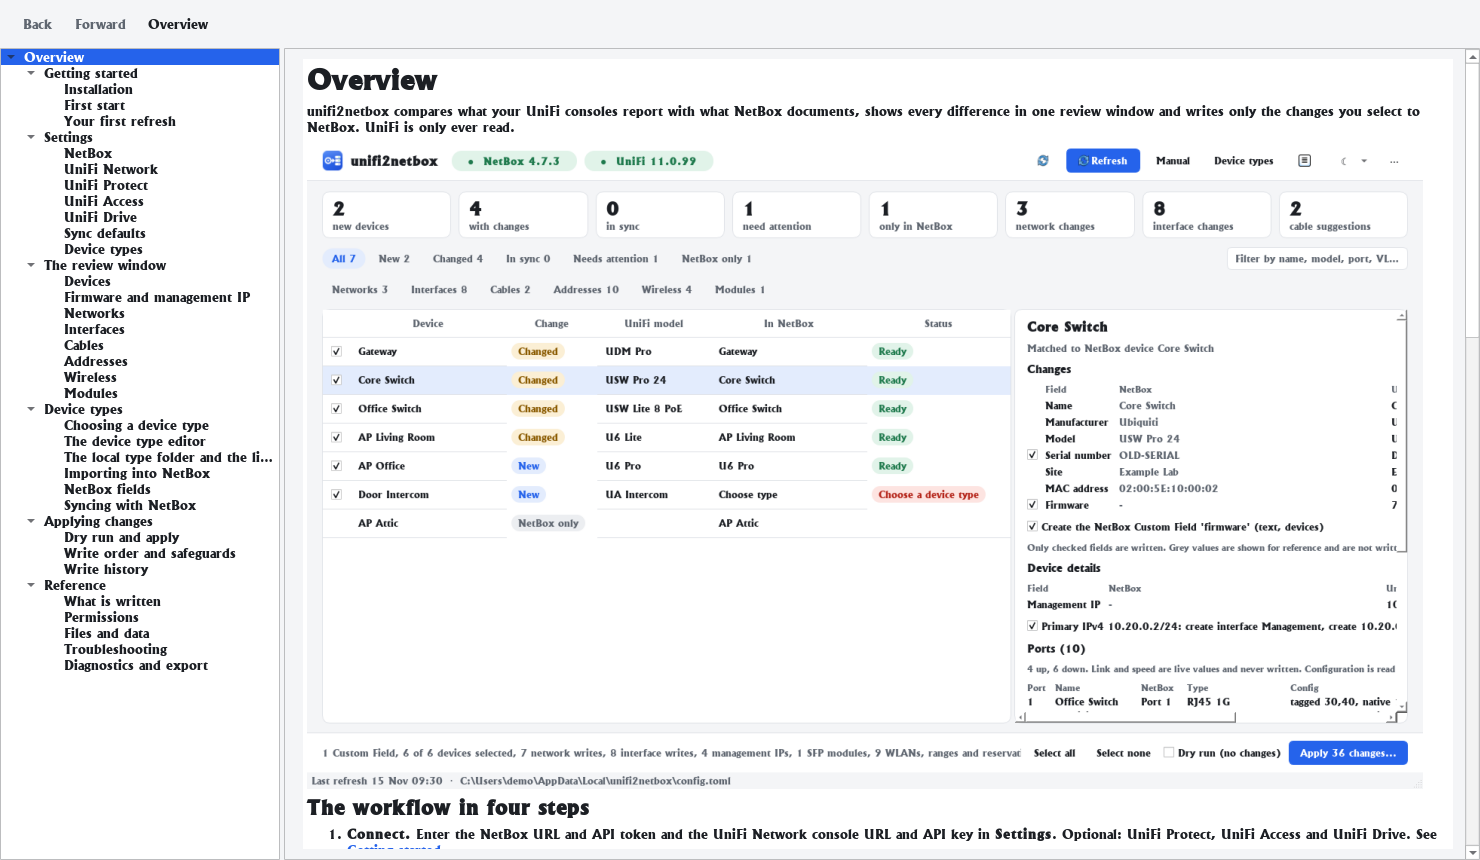 Back Forward Overview
Overview
Getting started
Installation
First start
Your first refresh
Settings
NetBox
UniFi Network
UniFi Protect
UniFi Access
UniFi Drive
Sync defaults
Device types
The review window
Devices
Firmware and management IP
Networks
Interfaces
Cables
Addresses
Wireless
Modules
Device types
Choosing a device type
The device type editor
The local type folder and the li...
Importing into NetBox
NetBox fields
Syncing with NetBox
Applying changes
Dry run and apply
Write order and safeguards
Write history
Reference
What is written
Permissions
Files and data
Troubleshooting
Diagnostics and export
Overview
unifi2netbox compares what your UniFi consoles report with what NetBox documents, shows every difference in one review window and writes only the changes you select to
NetBox. UniFi is only ever read.
unifi2netbox • NetBox 4.7.3 • UniFi 11.0.99 Refresh Manual Device types ...
2 4 0 1 1 3 8 2
new devices with changes in sync need attention only in NetBox network changes interface changes cable suggestions
All 7 New 2 Changed 4 In sync 0 Needs attention 1 NetBox only 1 Filter by name, model, port, VL...
Networks 3 Interfaces 8 Cables 2 Addresses 10 Wireless 4 Modules 1
Device Change UniFi model In NetBox Status
Gateway Changed UDM Pro Gateway Ready
Core Switch Changed USW Pro 24 Core Switch Ready
Office Switch Changed USW Lite 8 PoE Office Switch Ready
AP Living Room Changed U6 Lite AP Living Room Ready
AP Office New U6 Pro U6 Pro Ready
Door Intercom New UA Intercom Choose type Choose a device type
AP Attic NetBox only AP Attic
Core Switch
Matched to NetBox device Core Switch
Changes
Field NetBox
Name Core Switch
Manufacturer Ubiquiti
Model USW Pro 24
Serial number OLD-SERIAL
Site Example Lab
MAC address 02:00:5E:10:00:02
Firmware -
Create the NetBox Custom Field 'firmware' (text, devices)
Only checked fields are written. Grey values are shown for reference and are not writt
Device details
Field NetBox
Management IP - 10
Primary IPv4 10.20.0.2/24: create interface Management, create 10.20.
Ports (10)
4 up, 6 down. Link and speed are live values and never written. Configuration is read
Port Name NetBox Type Config
1 Office Switch Port 1 RJ45 1G tagged 30,40, native
1 Custom Field, 6 of 6 devices selected, 7 network writes, 8 interface writes, 4 management IPs, 1 SFP modules, 9 WLANs, ranges and reservat Select all Select none Dry run (no changes) Apply 36 changes...
Last refresh 15 Nov 09:30 · C:\Users\demo\AppData\Local\unifi2netbox\config.toml
The workflow in four steps
1. Connect. Enter the NetBox URL and API token and the UniFi Network console URL and API key in Settings. Optional: UniFi Protect, UniFi Access and UniFi Drive. See